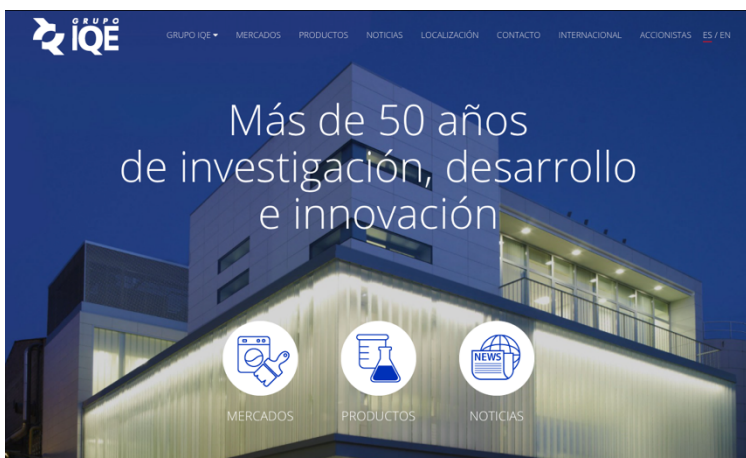 GRUPO
IQE
GRUPO IQE
MERCADOS
PRODUCTOS
NOTICIAS
LOCALIZACIÓN
CONTACTO
INTERNACIONAL
ACCIONISTAS
ES / EN
Más de 50 años
de investigación, desarrollo
e innovación
NEWS
MERCADOS
PRODUCTOS
NOTICIAS